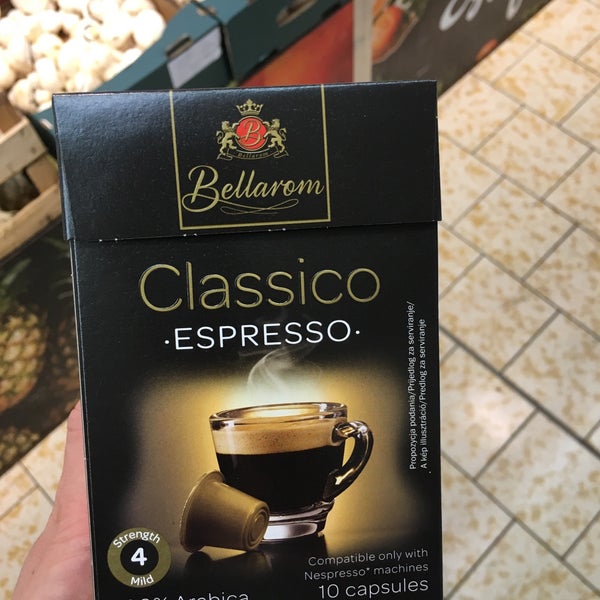 B
Bellarom
Bellarom
Classico
·ESPRESSO·
Propozycja podania/Prijedlog za serviranje/
A kép illusztráció/Predlog za serviranje
Strength
4
Mild
Compatible only with
Nespresso* machines
10 capsules
% Arabica